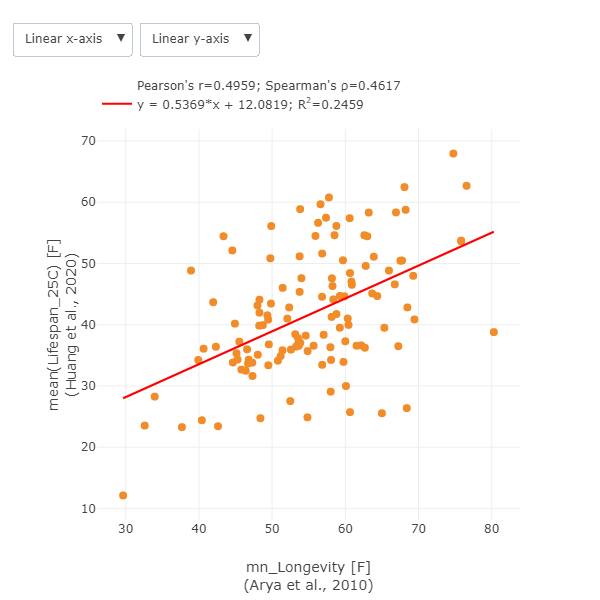 Linear x-axis ▼ Linear y-axis ▼
Pearson's r=0.4959; Spearman's ρ=0.4617
y = 0.5369*x + 12.0819; R²=0.2459
70
60
50
40
30
20
10
mean(Lifespan_25C) [F]
(Huang et al., 2020)
30 40 50 60 70 80
mn_Longevity [F]
(Arya et al., 2010)